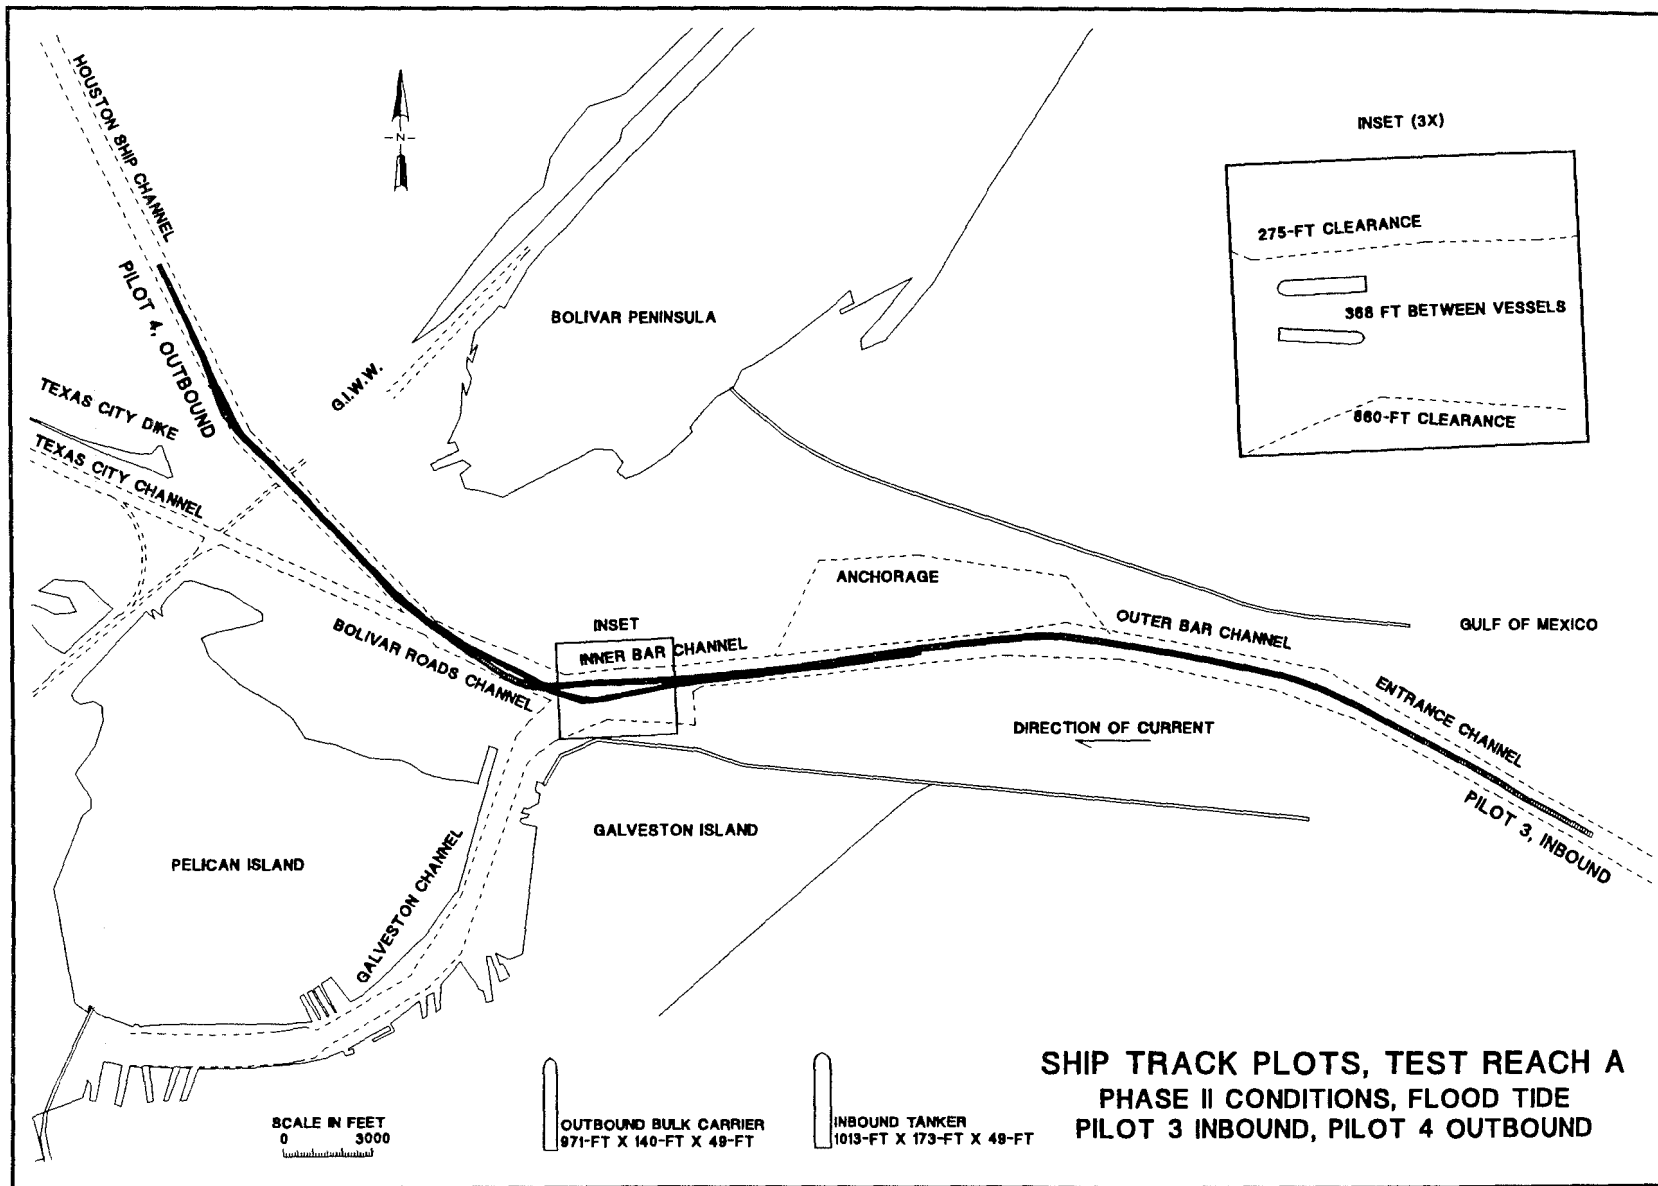 HOUSTON SHIP CHANNEL
N
INSET (3X)
275-FT CLEARANCE
368 FT BETWEEN VESSELS
860-FT CLEARANCE
PILOT 4, OUTBOUND
BOLIVAR PENINSULA
G.I.W.W.
TEXAS CITY DIKE
TEXAS CITY CHANNEL
ANCHORAGE
BOLIVAR ROADS CHANNEL
INSET
INNER BAR CHANNEL
OUTER BAR CHANNEL
GULF OF MEXICO
ENTRANCE CHANNEL
DIRECTION OF CURRENT
PILOT 3, INBOUND
GALVESTON ISLAND
PELICAN ISLAND
GALVESTON CHANNEL
SCALE IN FEET
0 3000
OUTBOUND BULK CARRIER
971-FT X 140-FT X 49-FT
INBOUND TANKER
1013-FT X 173-FT X 49-FT
SHIP TRACK PLOTS, TEST REACH A
PHASE II CONDITIONS, FLOOD TIDE
PILOT 3 INBOUND, PILOT 4 OUTBOUND